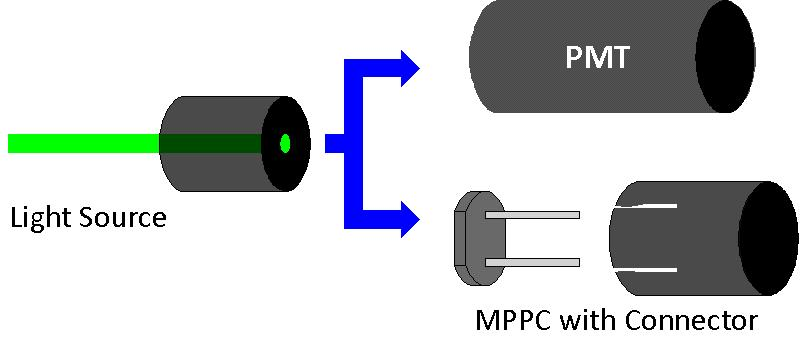 PMT
Light Source
MPPC with Connector